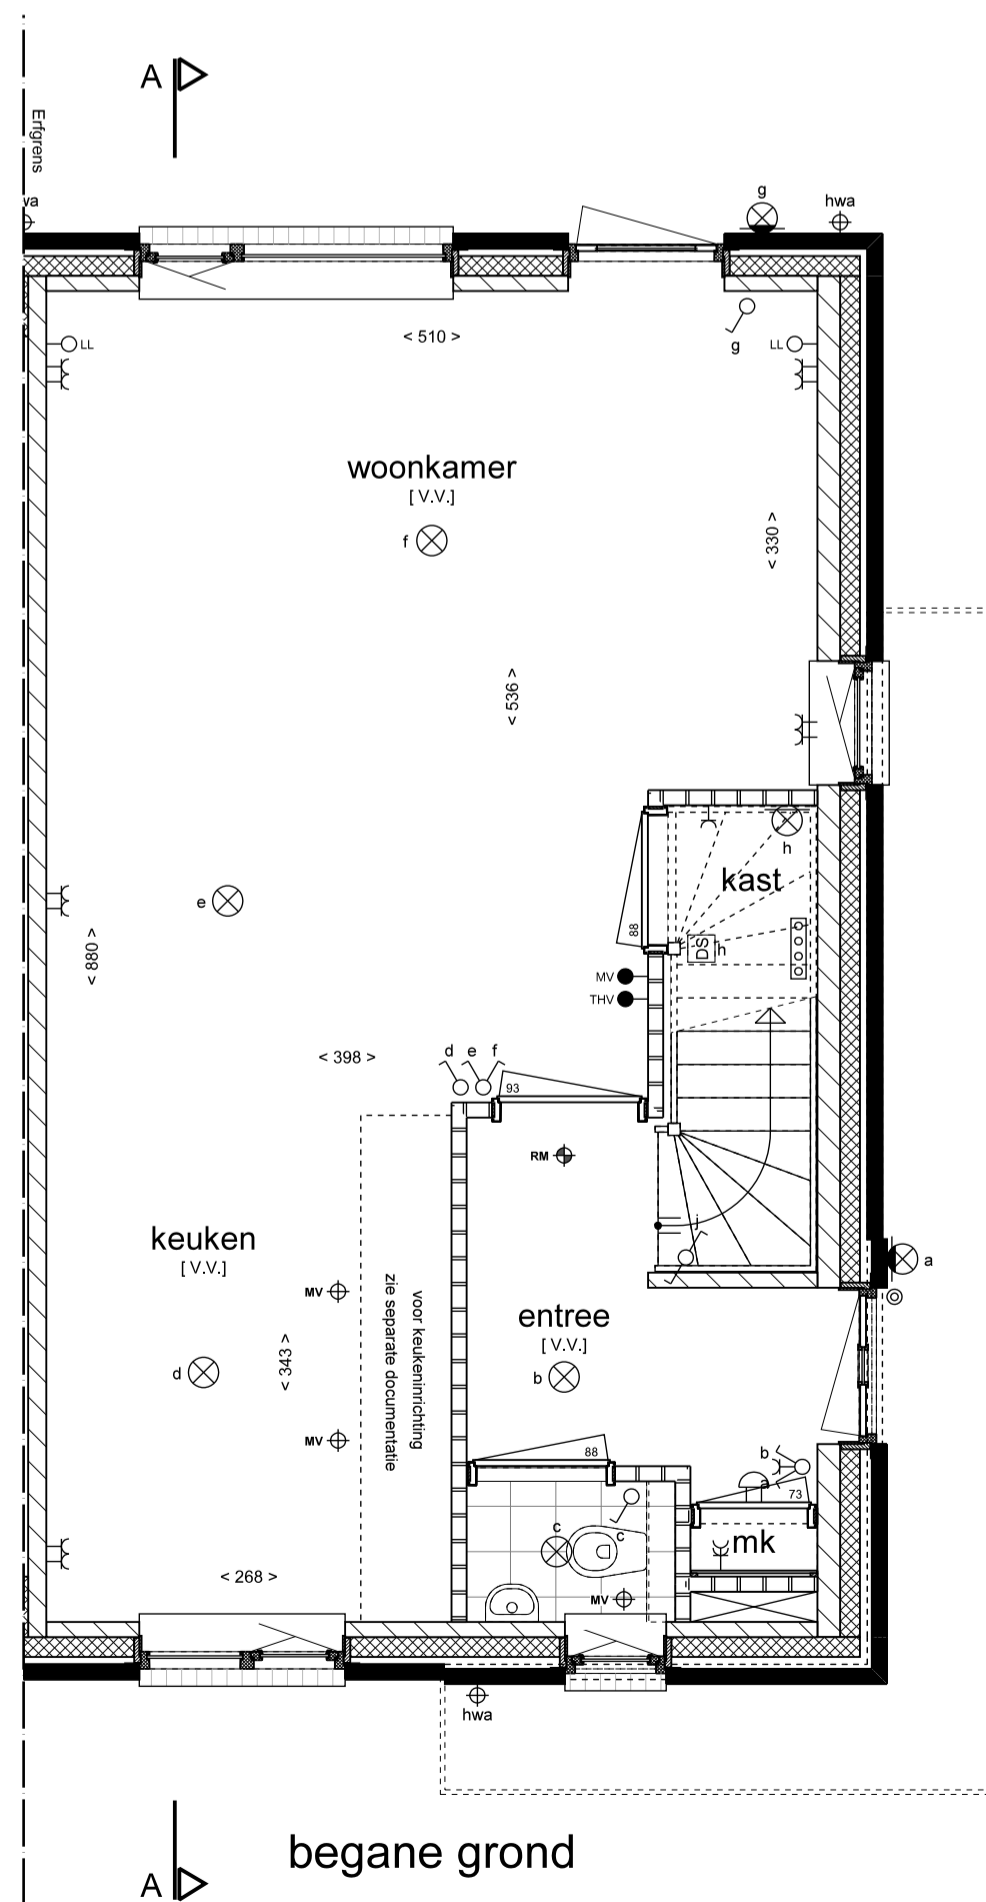 A
Erfgrens
g
hwa
hwa
< 510 >
g
LL
LL
woonkamer
[ V.V.]
f
< 330 >
< 536 >
h
kast
e
88
DS
h
< 880 >
MV
THV
< 398 >
d e f
93
RM
j
keuken
[ V.V.]
a
MV
voor keukeninrichting
zie separate documentatie
entree
[ V.V.]
< 343 >
d
b
MV
88
b
a
73
c
c
mk
< 268 >
MV
hwa
begane grond
A